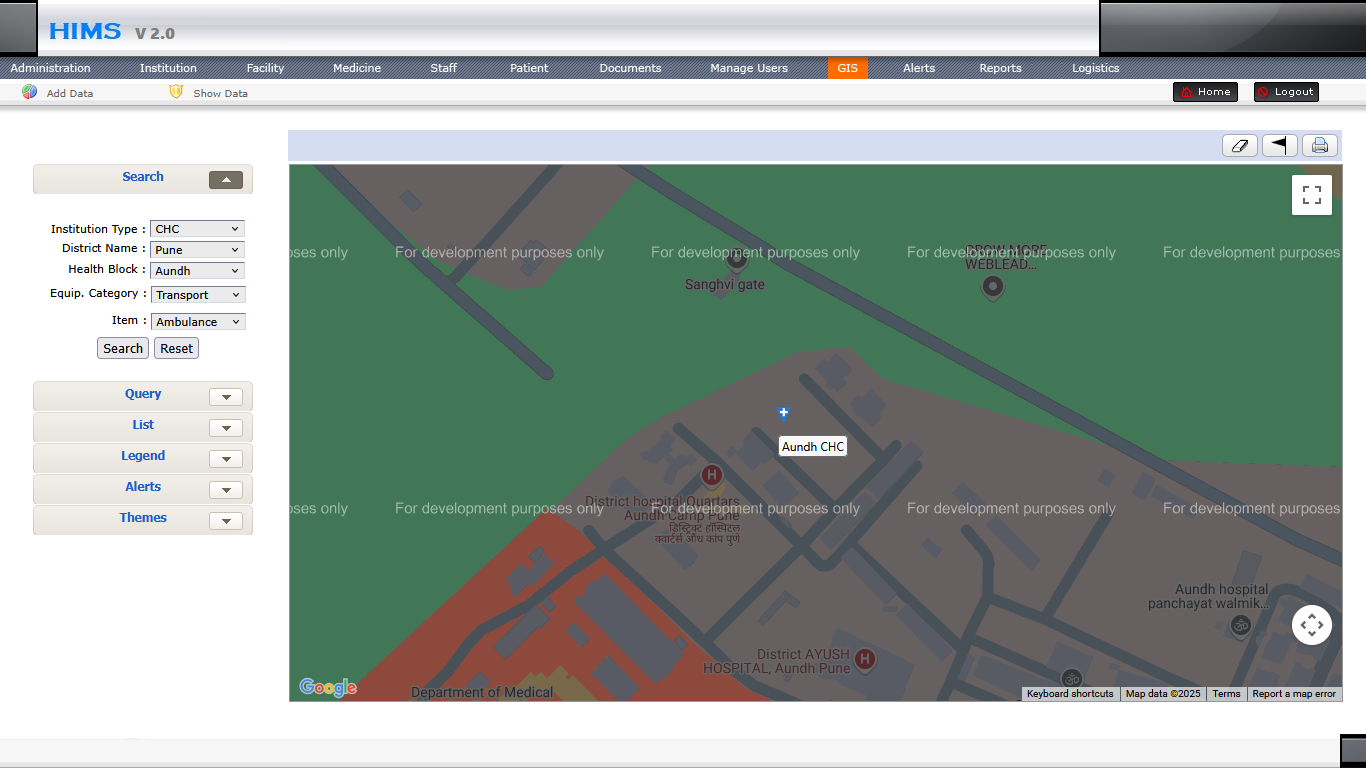 HIMS V 2.0
Administration Institution Facility Medicine Staff Patient Documents Manage Users GIS Alerts Reports Logistics
Add Data Show Data Home Logout
Search
Institution Type : CHC
District Name : Pune
Health Block : Aundh
Equip. Category : Transport
Item : Ambulance
Search Reset
Query
List
Legend
Alerts
Themes
oses only For development purposes only For development purposes only For development purposes only For development purposes
GROW MORE
WEBLEAD...
Sanghvi gate
Aundh CHC
District hospital Quartars
Aundh Camp Pune
डिस्ट्रिक्ट हॉस्पिटल
क्वार्टर्स औंध कांप पुणे
oses only For development purposes only For development purposes only For development purposes only For development purposes
Aundh hospital
panchayat walmik...
District AYUSH
HOSPITAL, Aundh Pune
Department of Medical
Google
Keyboard shortcuts Map data ©2025 Terms Report a map error